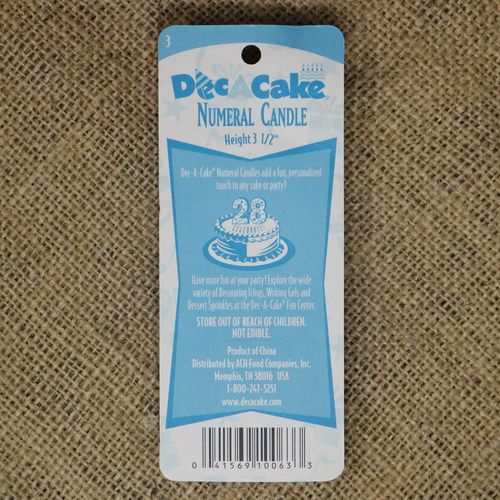 3
DecACake
NUMERAL CANDLE
Height 3 1/2"
Dec-A-Cake® Numeral Candles add a fun, personalized
touch to any cake or party!
28
Have more fun at your party! Explore the wide
variety of Decorating Icings, Writing Gels and
Dessert Sprinkles at the Dec-A-Cake® Fun Center.
STORE OUT OF REACH OF CHILDREN.
NOT EDIBLE.
Product of China
Distributed by ACH Food Companies, Inc.
Memphis, TN 38016 USA
1-800-247-5251
www.decacake.com
0 41569 10063 3